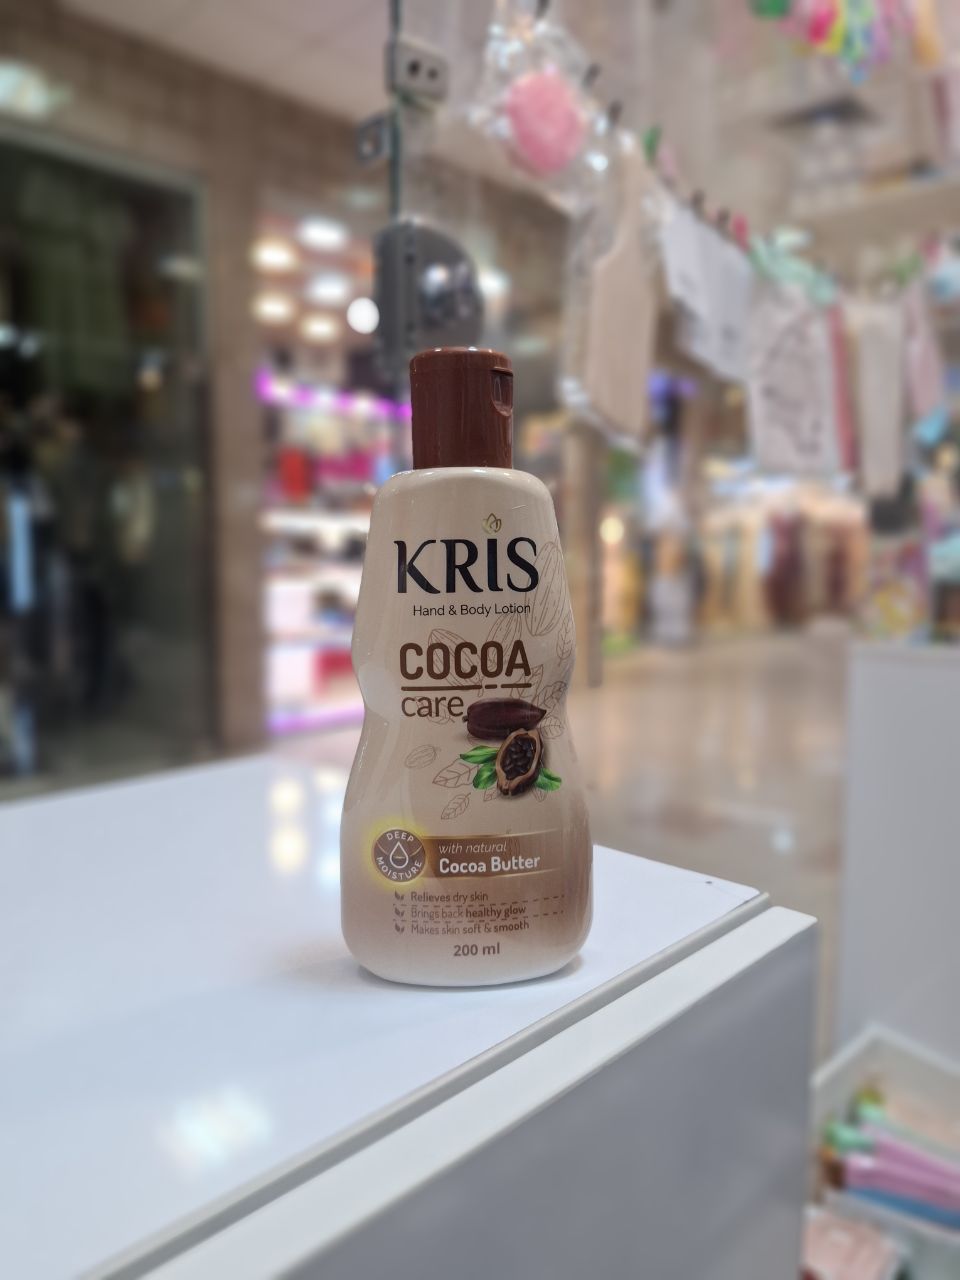 KRIS
Hand & Body Lotion
COCOA
care
DEEP
MOISTURE
with natural
Cocoa Butter
Relieves dry skin
Brings back healthy glow
Makes skin soft & smooth
200 ml